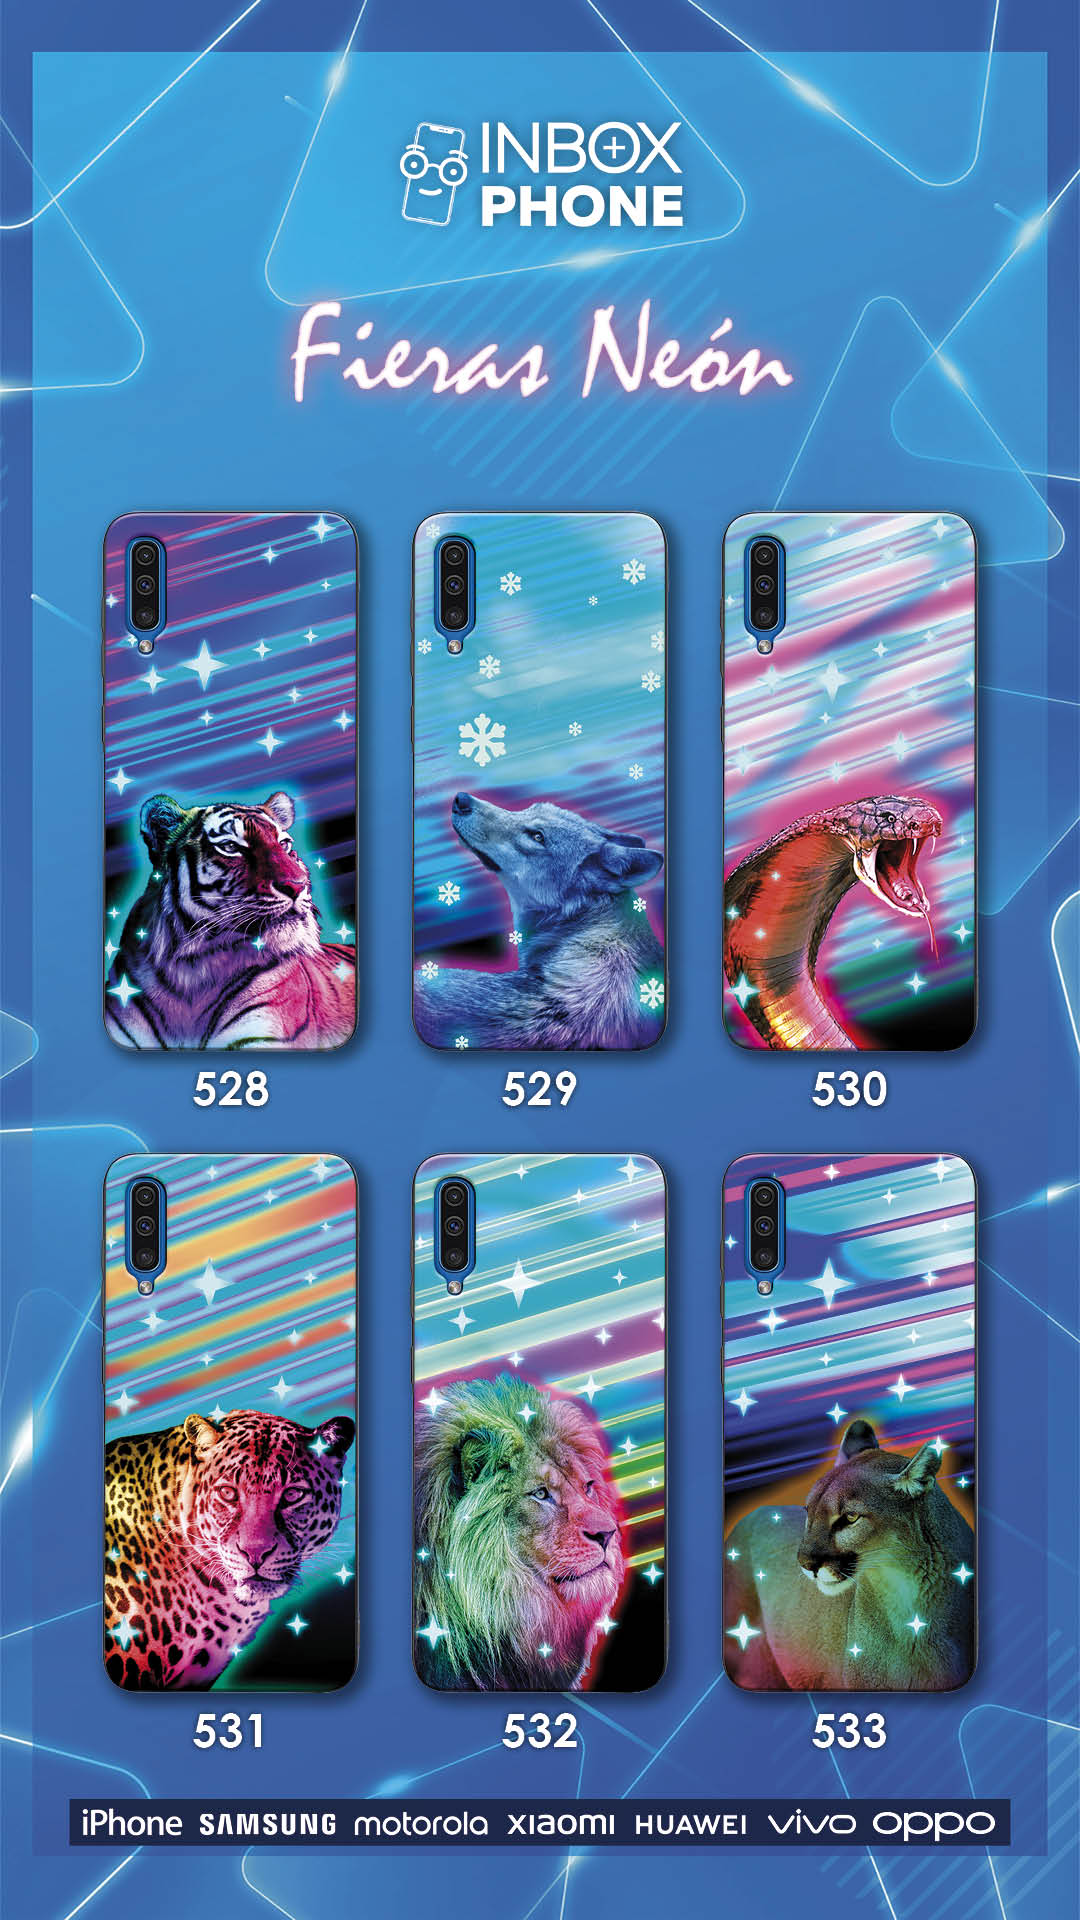 INBOX
PHONE
Fieras Neón
528 529 530
531 532 533
iPhone SAMSUNG motorola xiaomi HUAWEI vivo oppo